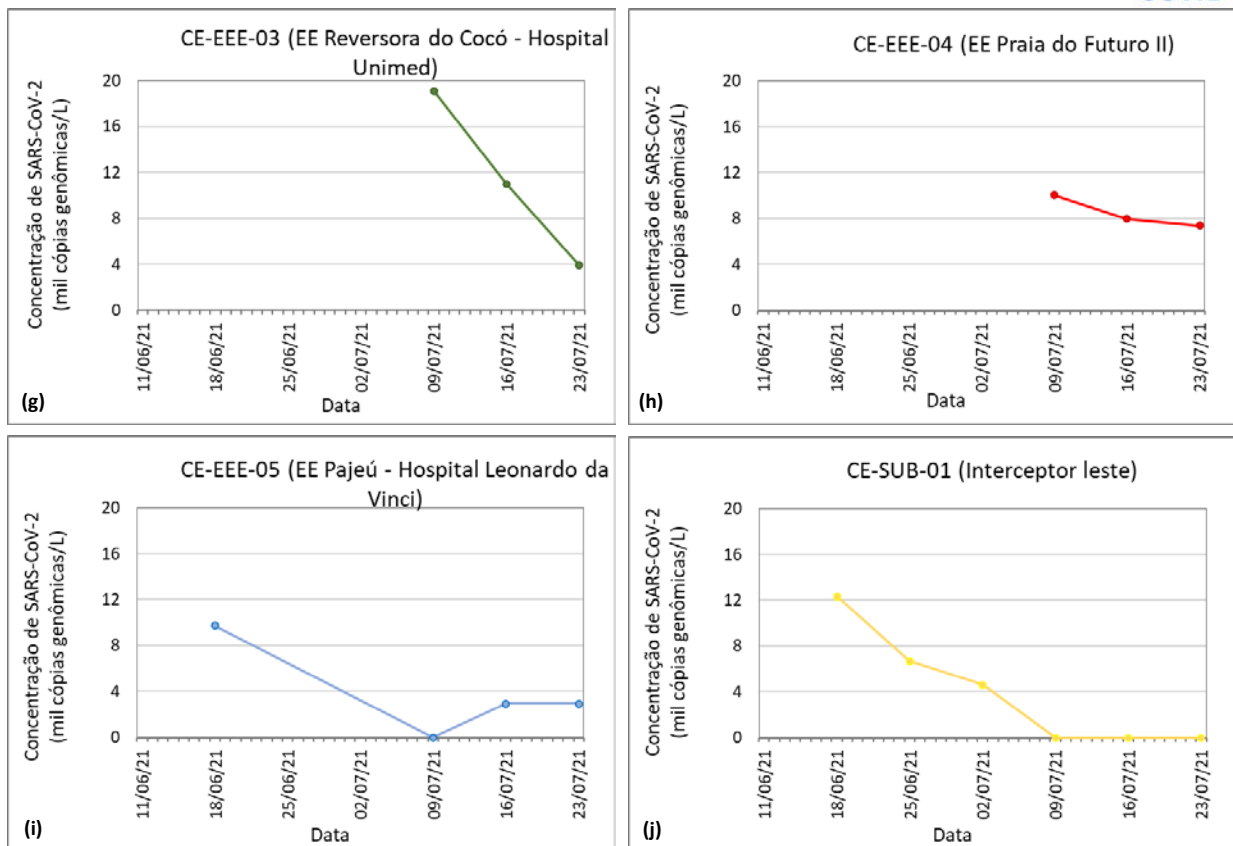 CE-EEE-03 (EE Reversora do Cocó - Hospital
Unimed)
Concentração de SARS-CoV-2
(mil cópias genômicas/L)
20
16
12
8
4
0
11/06/21
18/06/21
25/06/21
02/07/21
09/07/21
16/07/21
23/07/21
Data
(g)
CE-EEE-04 (EE Praia do Futuro II)
Concentração de SARS-CoV-2
(mil cópias genômicas/L)
20
16
12
8
4
0
11/06/21
18/06/21
25/06/21
02/07/21
09/07/21
16/07/21
23/07/21
Data
(h)
CE-EEE-05 (EE Pajeú - Hospital Leonardo da
Vinci)
Concentração de SARS-CoV-2
(mil cópias genômicas/L)
20
16
12
8
4
0
11/06/21
18/06/21
25/06/21
02/07/21
09/07/21
16/07/21
23/07/21
Data
(i)
CE-SUB-01 (Interceptor leste)
Concentração de SARS-CoV-2
(mil cópias genômicas/L)
20
16
12
8
4
0
11/06/21
18/06/21
25/06/21
02/07/21
09/07/21
16/07/21
23/07/21
Data
(j)